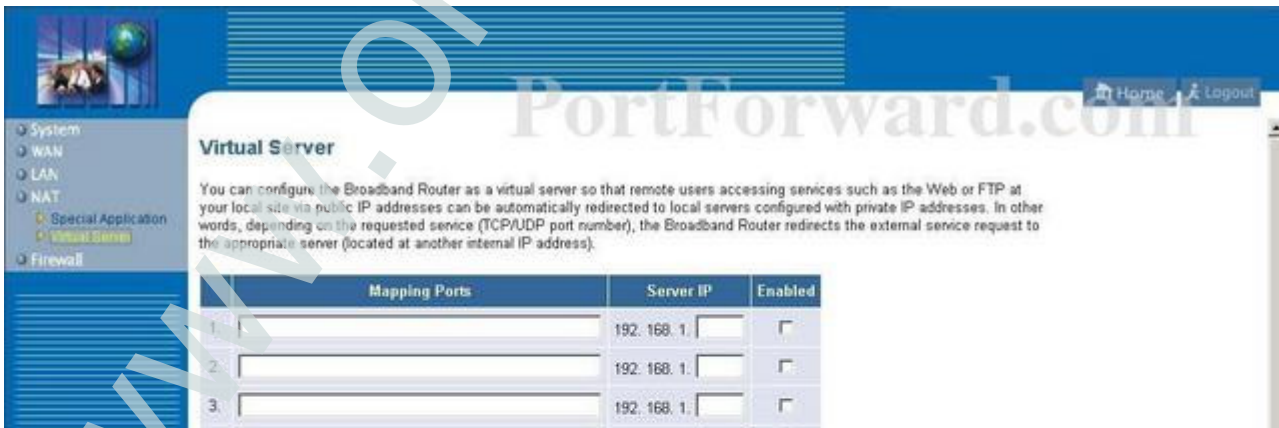 PortForward.com
Home Logout
System
WAN
LAN
NAT
Special Application
Virtual Server
Firewall
Virtual Server
You can configure the Broadband Router as a virtual server so that remote users accessing services such as the Web or FTP at
your local site via public IP addresses can be automatically redirected to local servers configured with private IP addresses. In other
words, depending on the requested service (TCP/UDP port number), the Broadband Router redirects the external service request to
the appropriate server (located at another internal IP address).
Mapping Ports Server IP Enabled
1. 192. 168. 1.
2. 192. 168. 1.
3. 192. 168. 1.